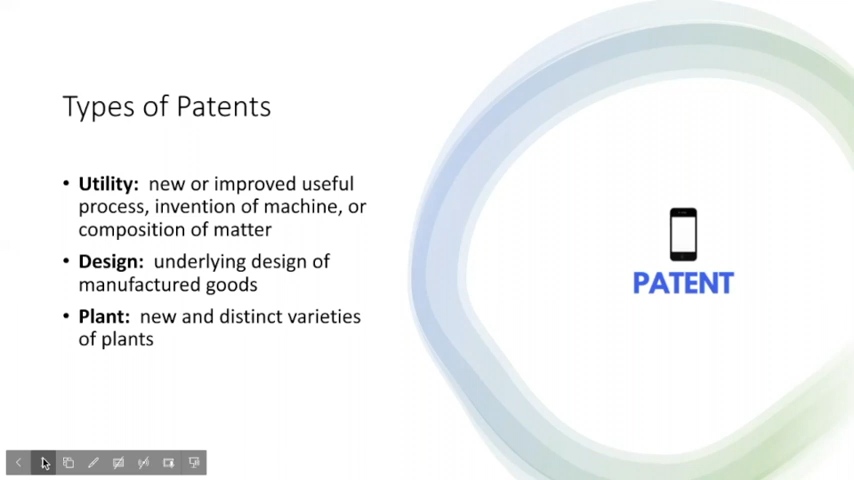 Types of Patents
• Utility:  new or improved useful
process, invention of machine, or
composition of matter
• Design:  underlying design of
manufactured goods
• Plant:  new and distinct varieties
of plants
PATENT